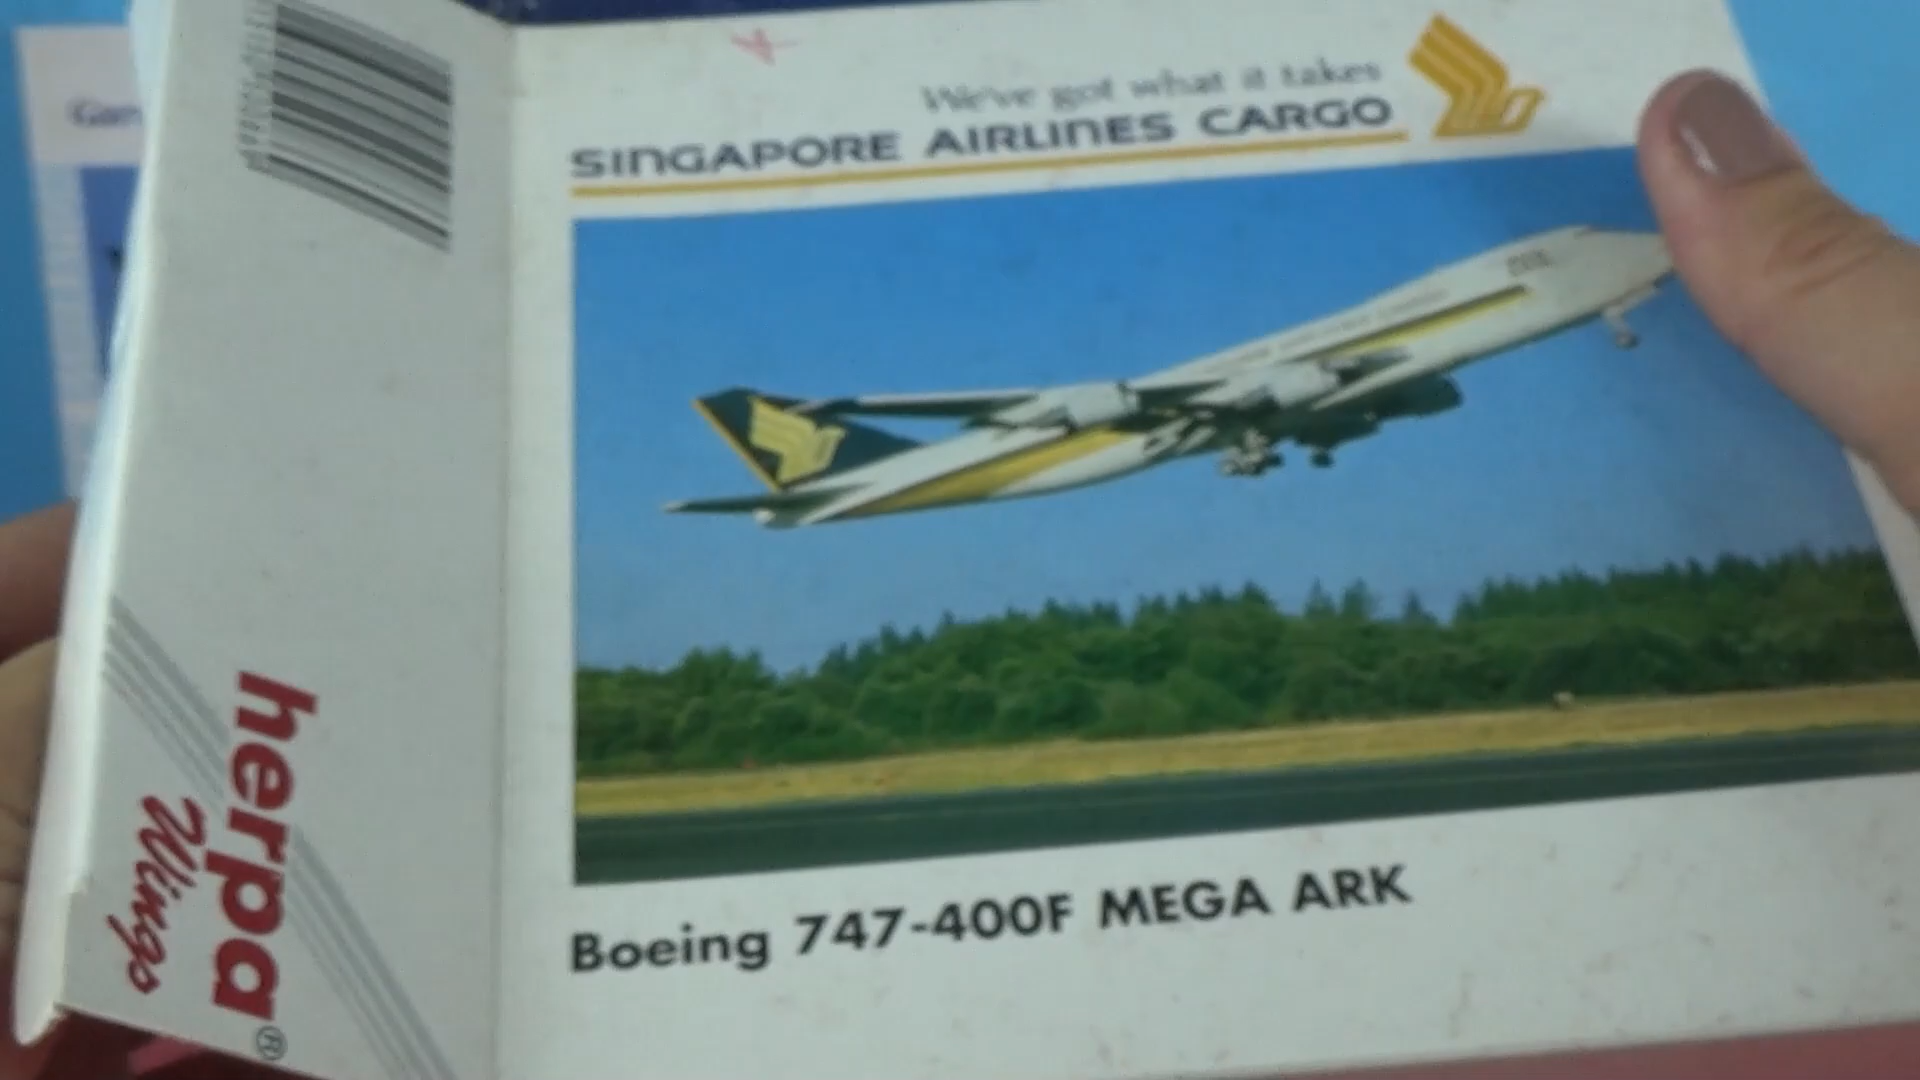 We've got what it takes
SINGAPORE AIRLINES CARGO
Boeing 747-400F MEGA ARK
herpa®
Wings